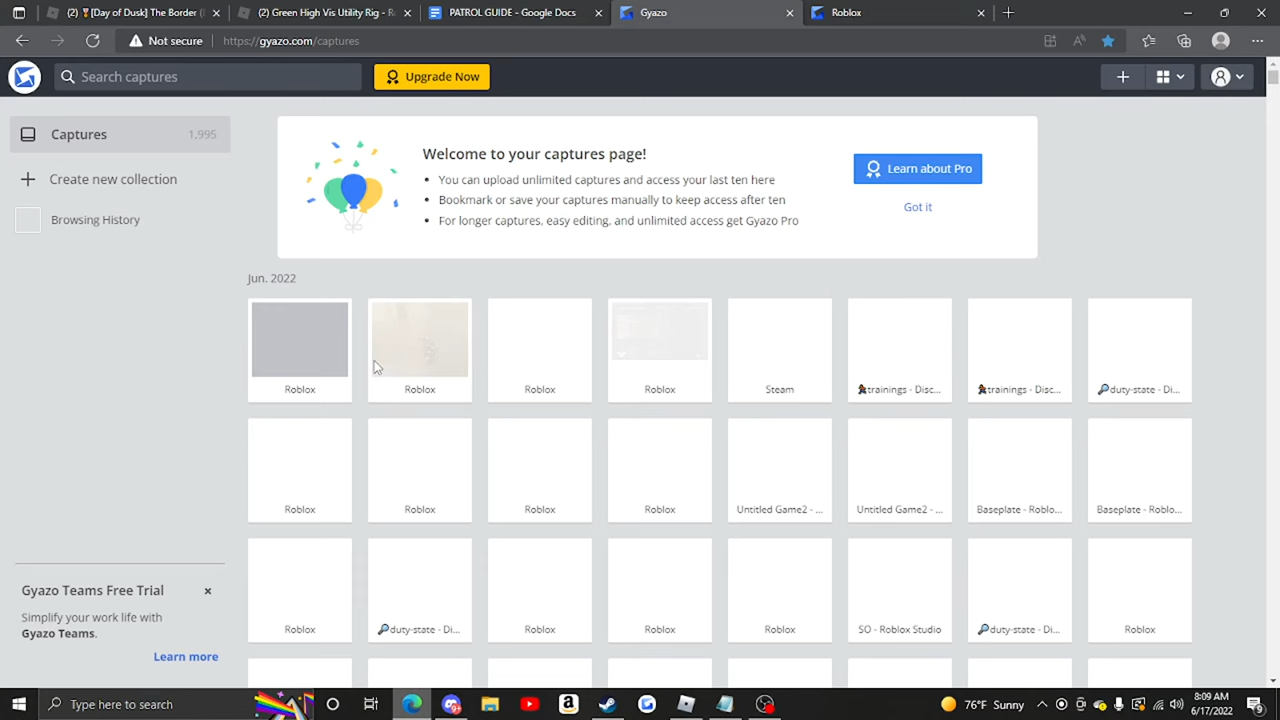 [Day of Dusk] The Border (
(2) Green High Vis Utility Rig - Ro
PATROL GUIDE - Google Docs
Gyazo
Roblox
Not secure
https://gyazo.com/captures
Search captures
Upgrade Now
Captures
1,995
Create new collection
Browsing History
Welcome to your captures page!
• You can upload unlimited captures and access your last ten here
• Bookmark or save your captures manually to keep access after ten
• For longer captures, easy editing, and unlimited access get Gyazo Pro
Learn about Pro
Got it
Jun. 2022
Roblox
Roblox
Roblox
Roblox
Steam
trainings - Disc...
trainings - Disc...
duty-state - Di...
Roblox
Roblox
Roblox
Roblox
Untitled Game2 - ...
Untitled Game2 - ...
Baseplate - Roblo...
Baseplate - Roblo...
Roblox
duty-state - Di...
Roblox
Roblox
Roblox
SO - Roblox Studio
duty-state - Di...
Roblox
Gyazo Teams Free Trial
Simplify your work life with
Gyazo Teams.
Learn more
Type here to search
76°F Sunny
8:09 AM
6/17/2022